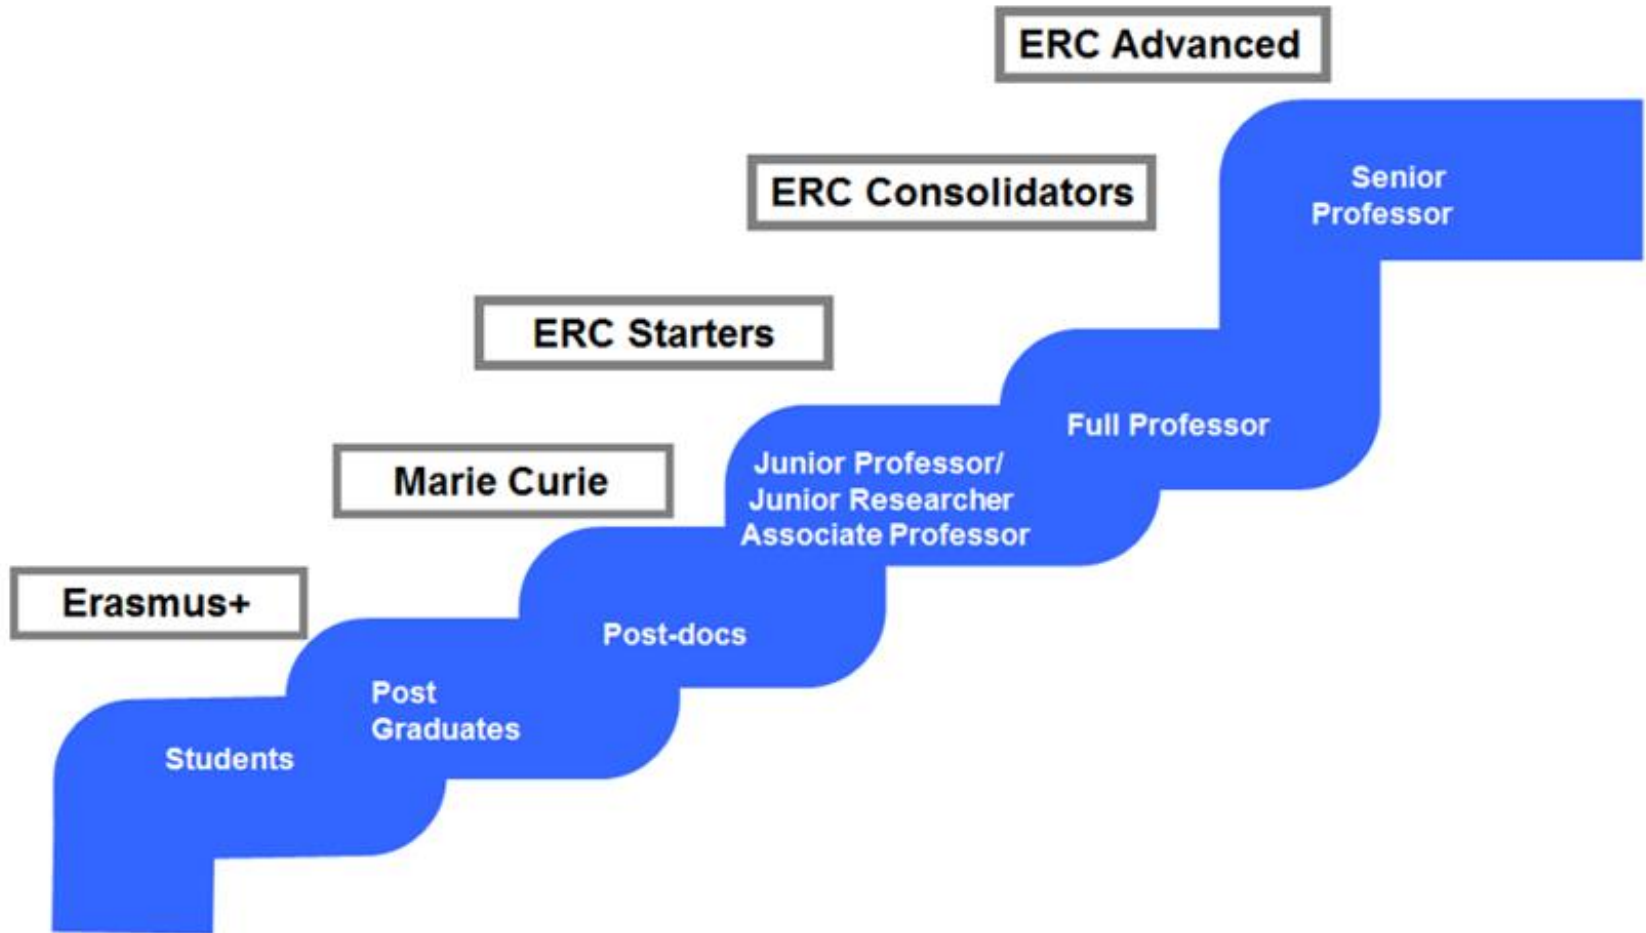 ERC Advanced
Senior
Professor
ERC Consolidators
ERC Starters
Full Professor
Junior Professor/
Junior Researcher
Associate Professor
Marie Curie
Erasmus+
Post-docs
Post
Graduates
Students